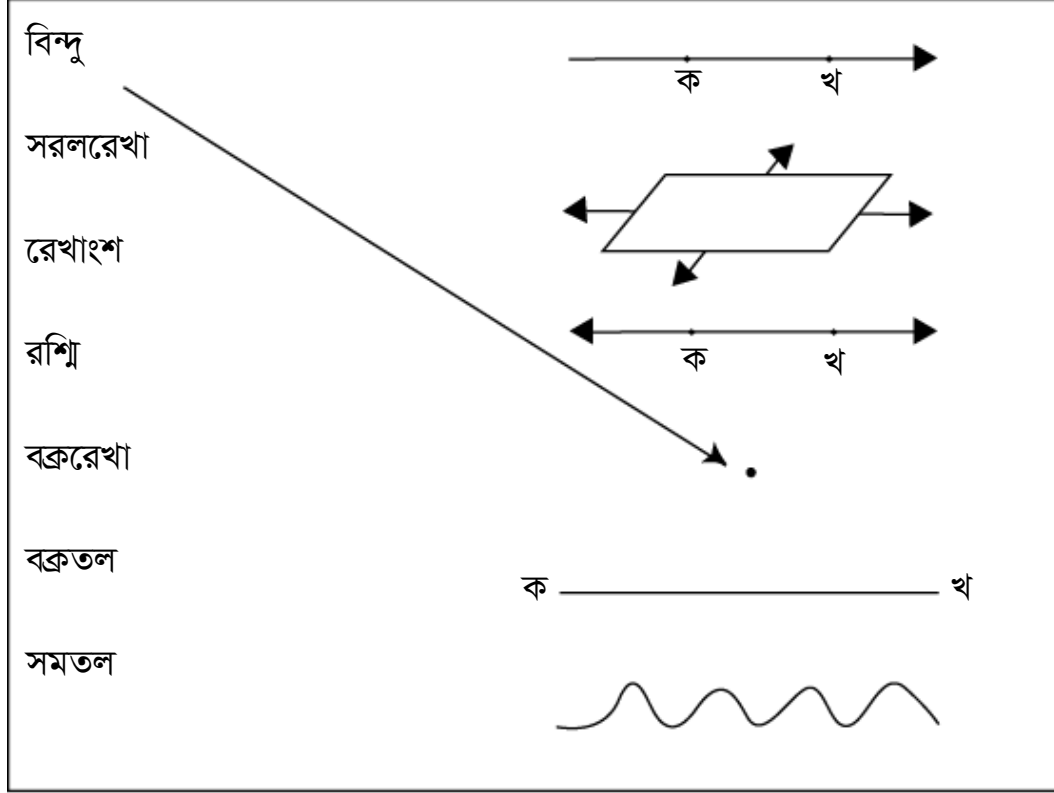 বিন্দু
ক খ
সরলরেখা
রেখাংশ
রশ্মি
ক খ
বক্ররেখা
বক্রতল
ক খ
সমতল